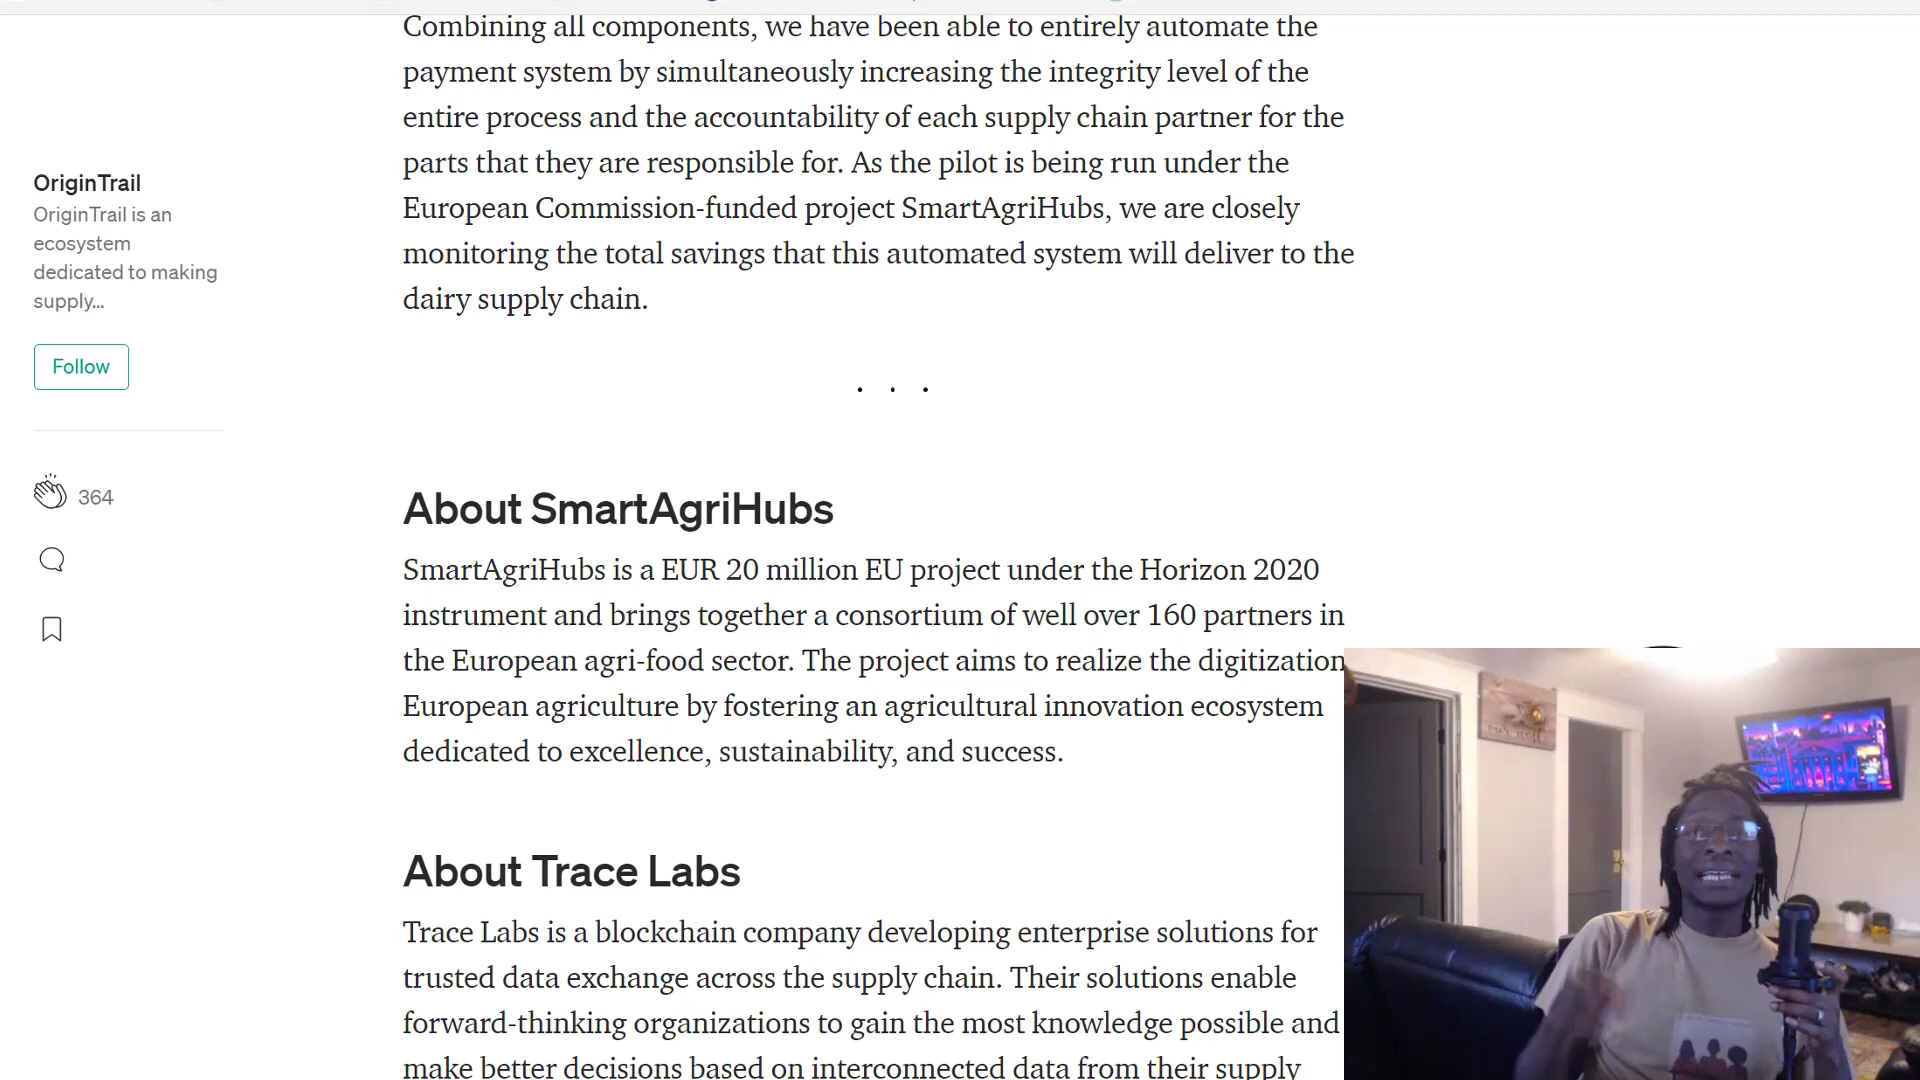 Combining all components, we have been able to entirely automate the
payment system by simultaneously increasing the integrity level of the
entire process and the accountability of each supply chain partner for the
parts that they are responsible for. As the pilot is being run under the
European Commission-funded project SmartAgriHubs, we are closely
monitoring the total savings that this automated system will deliver to the
dairy supply chain.
OriginTrail
OriginTrail is an
ecosystem
dedicated to making
supply...
Follow
364
. . .
About SmartAgriHubs
SmartAgriHubs is a EUR 20 million EU project under the Horizon 2020
instrument and brings together a consortium of well over 160 partners in
the European agri-food sector. The project aims to realize the digitization
European agriculture by fostering an agricultural innovation ecosystem
dedicated to excellence, sustainability, and success.
About Trace Labs
Trace Labs is a blockchain company developing enterprise solutions for
trusted data exchange across the supply chain. Their solutions enable
forward-thinking organizations to gain the most knowledge possible and
make better decisions based on interconnected data from their supply